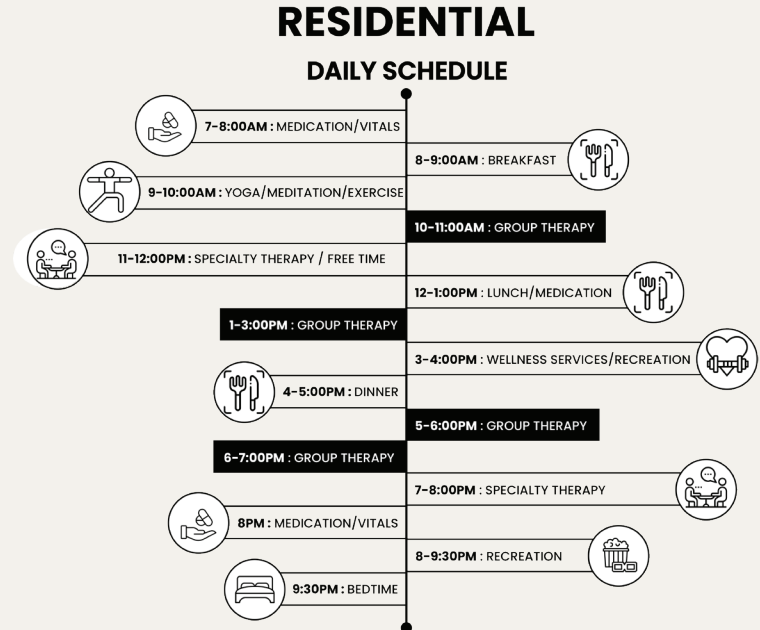 RESIDENTIAL
DAILY SCHEDULE
7-8:00AM : MEDICATION/VITALS
8-9:00AM : BREAKFAST
9-10:00AM : YOGA/MEDITATION/EXERCISE
10-11:00AM : GROUP THERAPY
11-12:00PM : SPECIALTY THERAPY / FREE TIME
12-1:00PM : LUNCH/MEDICATION
1-3:00PM : GROUP THERAPY
3-4:00PM : WELLNESS SERVICES/RECREATION
4-5:00PM : DINNER
5-6:00PM : GROUP THERAPY
6-7:00PM : GROUP THERAPY
7-8:00PM : SPECIALTY THERAPY
8PM : MEDICATION/VITALS
8-9:30PM : RECREATION
9:30PM : BEDTIME